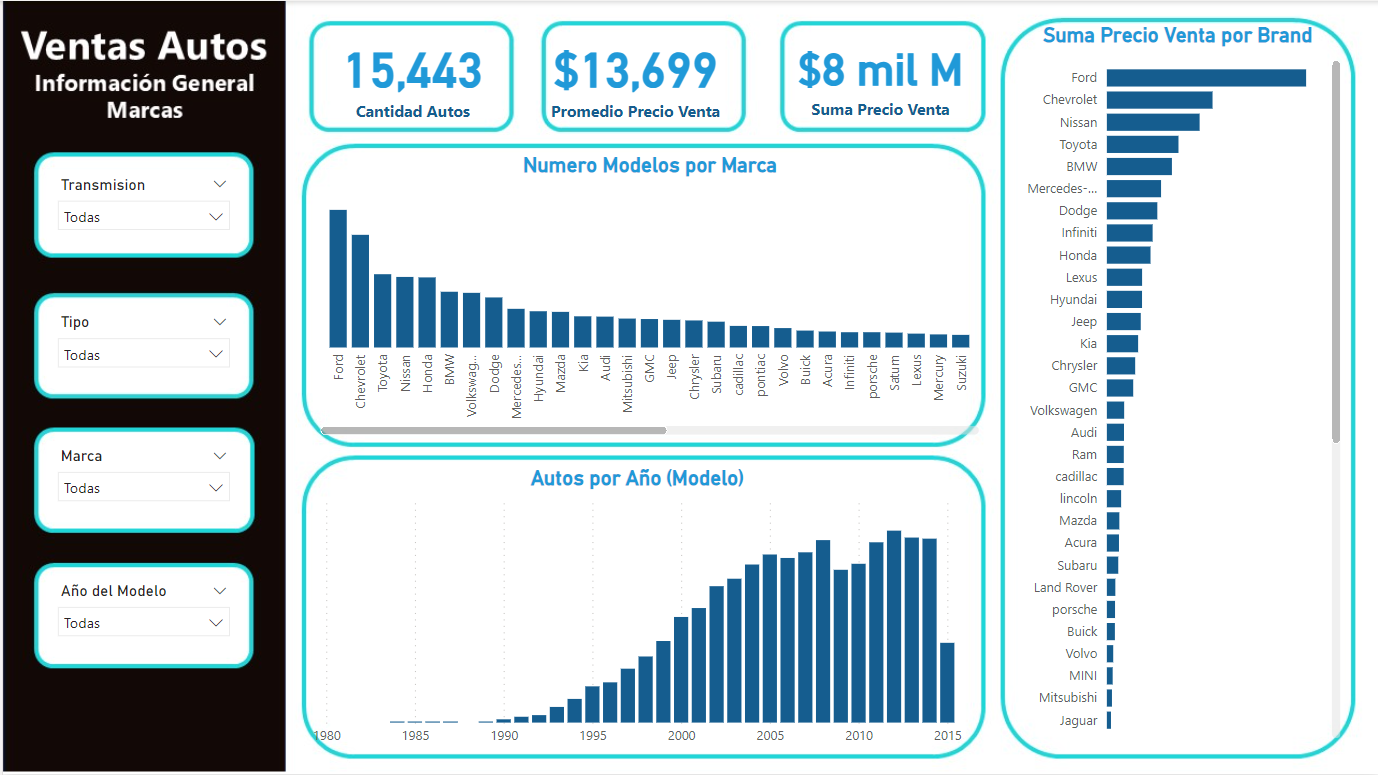 Ventas Autos
Información General
Marcas
Transmision
Todas
Tipo
Todas
Marca
Todas
Año del Modelo
Todas
15,443
Cantidad Autos
$13,699
Promedio Precio Venta
$8 mil M
Suma Precio Venta
Numero Modelos por Marca
Ford
Chevrolet
Toyota
Nissan
Honda
BMW
Volkswag...
Dodge
Mercedes...
Hyundai
Mazda
Kia
Audi
Mitsubishi
GMC
Jeep
Chrysler
Subaru
cadillac
pontiac
Volvo
Buick
Acura
Infiniti
porsche
Saturn
Lexus
Mercury
Suzuki
Autos por Año (Modelo)
1980
1985
1990
1995
2000
2005
2010
2015
Suma Precio Venta por Brand
Ford
Chevrolet
Nissan
Toyota
BMW
Mercedes-...
Dodge
Infiniti
Honda
Lexus
Hyundai
Jeep
Kia
Chrysler
GMC
Volkswagen
Audi
Ram
cadillac
lincoln
Mazda
Acura
Subaru
Land Rover
porsche
Buick
Volvo
MINI
Mitsubishi
Jaguar